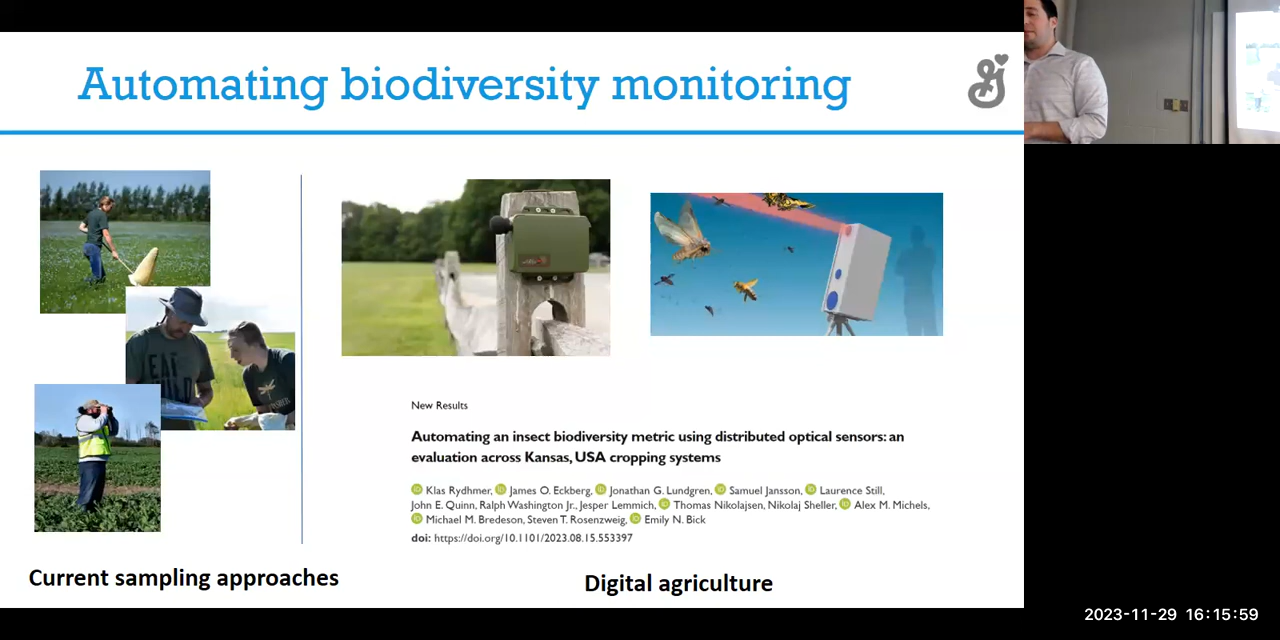 Automating biodiversity monitoring
New Results
Automating an insect biodiversity metric using distributed optical sensors: an
evaluation across Kansas, USA cropping systems
Klas Rydhmer, James O. Eckberg, Jonathan G. Lundgren, Samuel Jansson, Laurence Still,
John E. Quinn, Ralph Washington Jr., Jesper Lemmich, Thomas Nikolajsen, Nikolaj Sheller, Alex M. Michels,
Michael M. Bredeson, Steven T. Rosenzweig, Emily N. Bick
doi: https://doi.org/10.1101/2023.08.15.553397
Current sampling approaches
Digital agriculture
2023-11-29 16:15:59